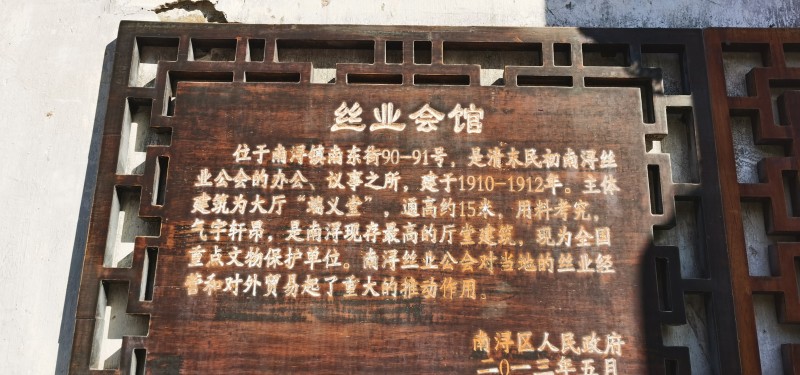 丝业会馆
位于南浔镇南东街90-91号，是清末民初南浔丝
业公会的办公、议事之所，建于1910-1912年。主体
建筑为大厅“端义堂”，通高约15米，用料考究，
气宇轩昂，是南浔现存最高的厅堂建筑，现为全国
重点文物保护单位。南浔丝业公会对当地的丝业经
营和对外贸易起了重大的推动作用。
南浔区人民政府
二〇一三年五月